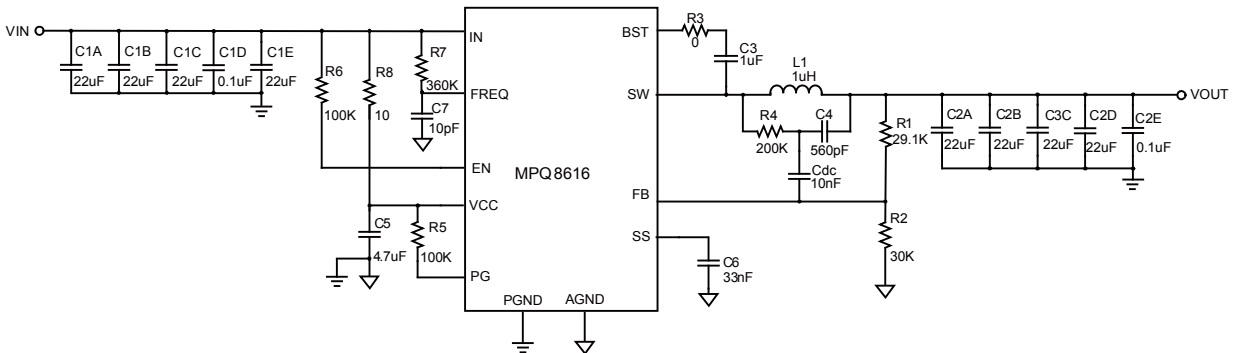 VIN
C1A
22uF
C1B
22uF
C1C
22uF
C1D
0.1uF
C1E
22uF
R6
100K
R8
10
R7
360K
C7
10pF
C5
4.7uF
R5
100K
IN
FREQ
EN
VCC
PG
MPQ8616
PGND
AGND
BST
SW
FB
SS
R3
0
C3
1uF
L1
1uH
R4
200K
C4
560pF
Cdc
10nF
R1
29.1K
R2
30K
C6
33nF
C2A
22uF
C2B
22uF
C3C
22uF
C2D
22uF
C2E
0.1uF
VOUT